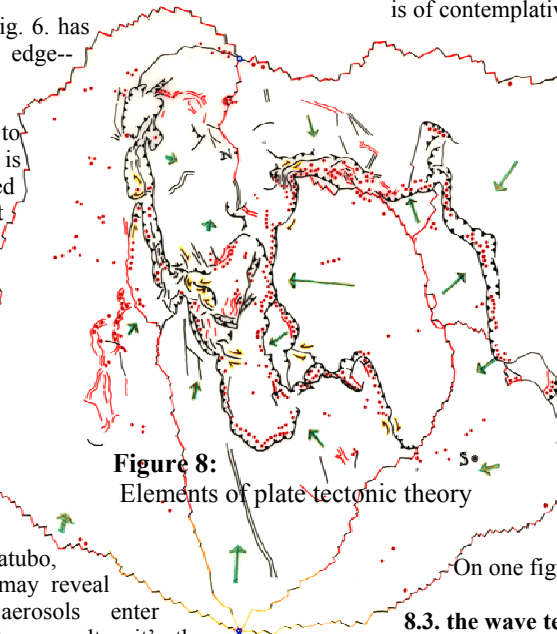 is of contemplativ
ig. 6. has
edge--
to
is
ed
t
S
Figure 8:
Elements of plate tectonic theory
atubo,
may reveal
aerosols enter
On one fig
8.3. the wave te